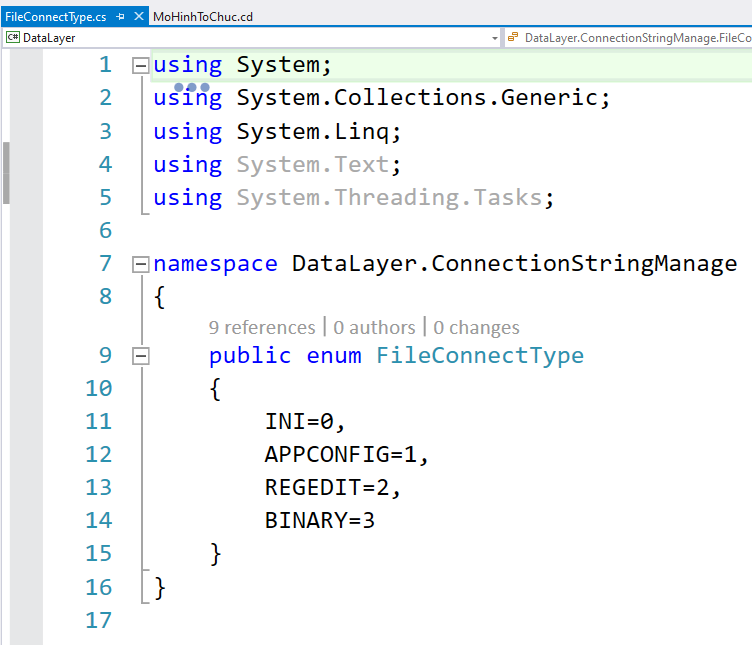 FileConnectType.cs MoHinhToChuc.cd
C# DataLayer DataLayer.ConnectionStringManage.FileCo
1 using System;
2 using System.Collections.Generic;
3 using System.Linq;
4 using System.Text;
5 using System.Threading.Tasks;
6
7 namespace DataLayer.ConnectionStringManage
8 {
9 references | 0 authors | 0 changes
9 public enum FileConnectType
10 {
11 INI=0,
12 APPCONFIG=1,
13 REGEDIT=2,
14 BINARY=3
15 }
16 }
17